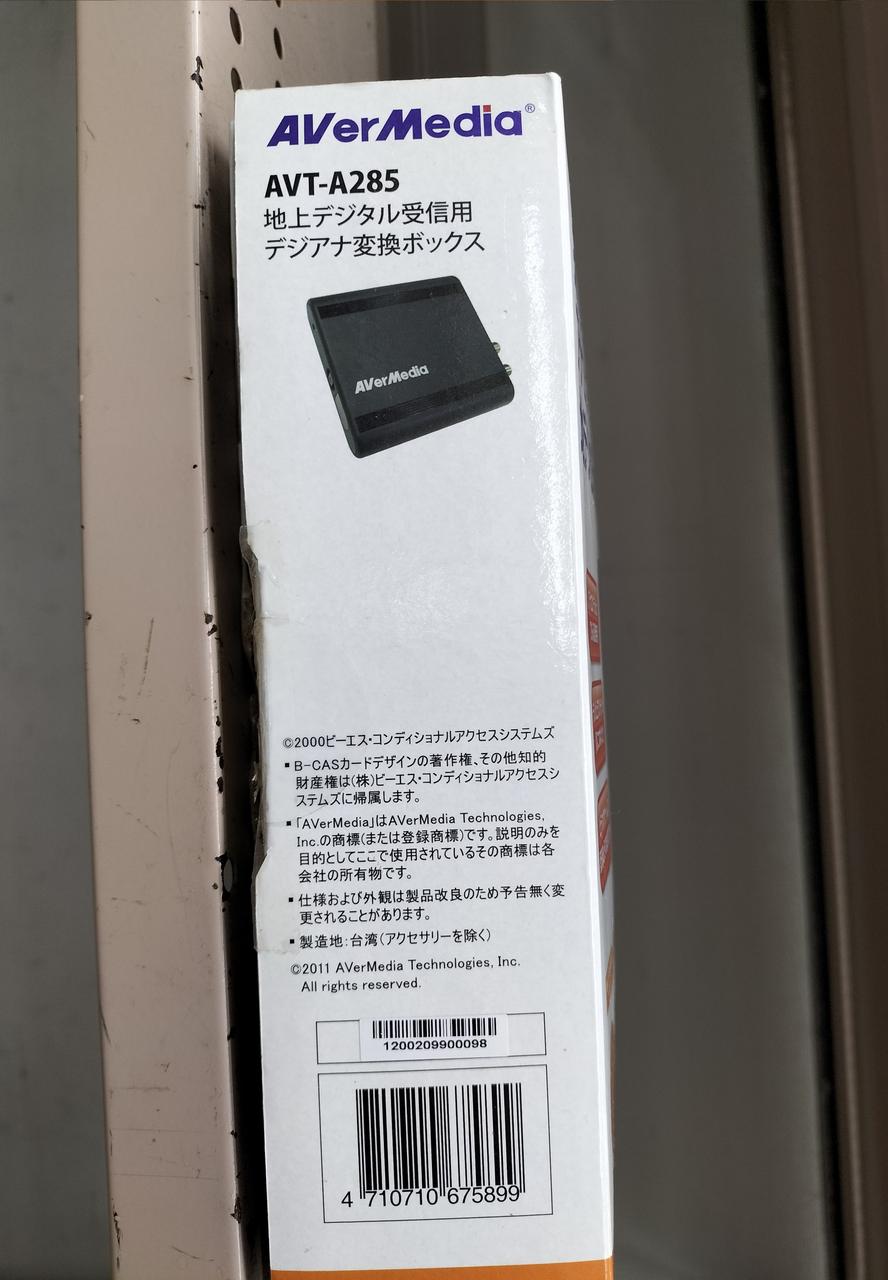 AVerMedia®
AVT-A285
地上デジタル受信用
デジアナ変換ボックス
AVerMedia
©2000ビーエス・コンディショナルアクセスシステムズ
▪ B-CASカードデザインの著作権、その他知的
財産権は(株)ビーエス・コンディショナルアクセスシ
ステムズに帰属します。
▪「AVerMedia」はAVerMedia Technologies,
Inc.の商標(または登録商標)です。説明のみを
目的としてここで使用されているその商標は各
会社の所有物です。
▪ 仕様および外観は製品改良のため予告無く変
更されることがあります。
▪ 製造地:台湾(アクセサリーを除く)
©2011 AVerMedia Technologies, Inc.
All rights reserved.
1200209900098
4 710710 675899